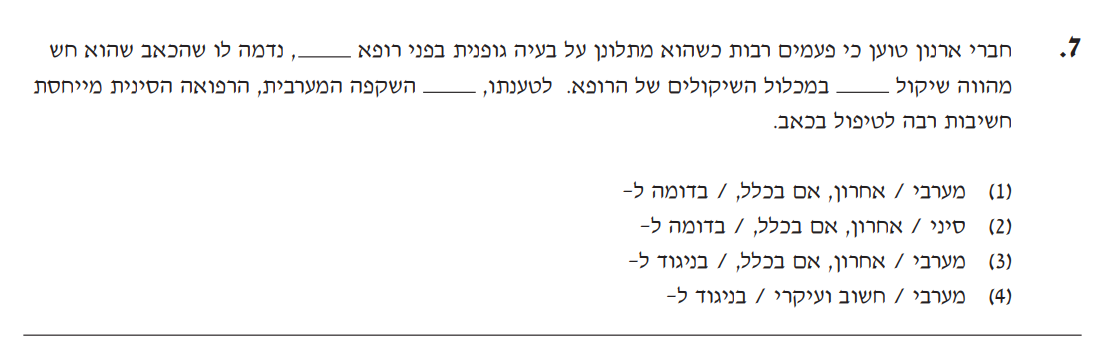 7. חברי ארנון טוען כי פעמים רבות כשהוא מתלונן על בעיה גופנית בפני רופא _____, נדמה לו שהכאב שהוא חש
מהווה שיקול _____ במכלול השיקולים של הרופא. לטענתו, _____ השקפה המערבית, הרפואה הסינית מייחסת
חשיבות רבה לטיפול בכאב.
(1) מערבי / אחרון, אם בכלל, / בדומה ל-
(2) סיני / אחרון, אם בכלל, / בדומה ל-
(3) מערבי / אחרון, אם בכלל, / בניגוד ל-
(4) מערבי / חשוב ועיקרי / בניגוד ל-